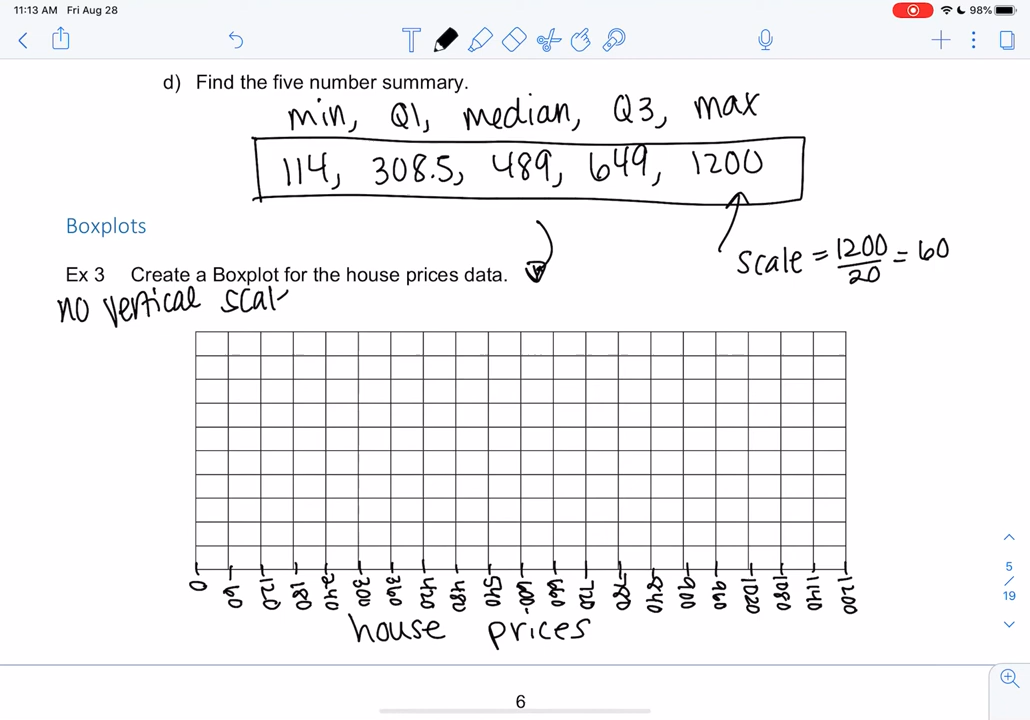 11:13 AM Fri Aug 28
98%
T
d) Find the five number summary.
min, Q1, median, Q3, max
114, 308.5, 489, 649, 1200
Boxplots
scale = 1200/20 = 60
Ex 3 Create a Boxplot for the house prices data.
no vertical scal
0 60 120 180 240 300 360 420 480 540 600 660 720 780 840 900 960 1020 1080 1140 1200
house prices
5
/
19
6